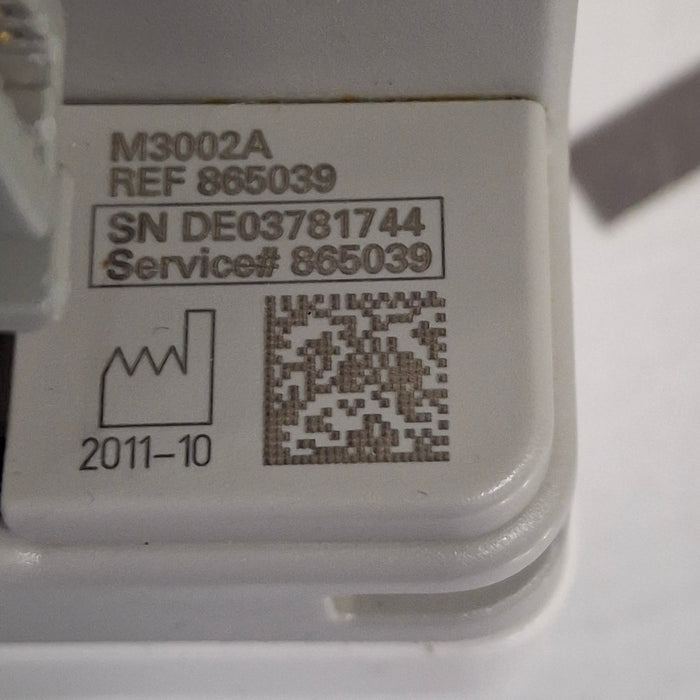 M3002A
REF 865039
SN DE03781744
Service# 865039
2011-10